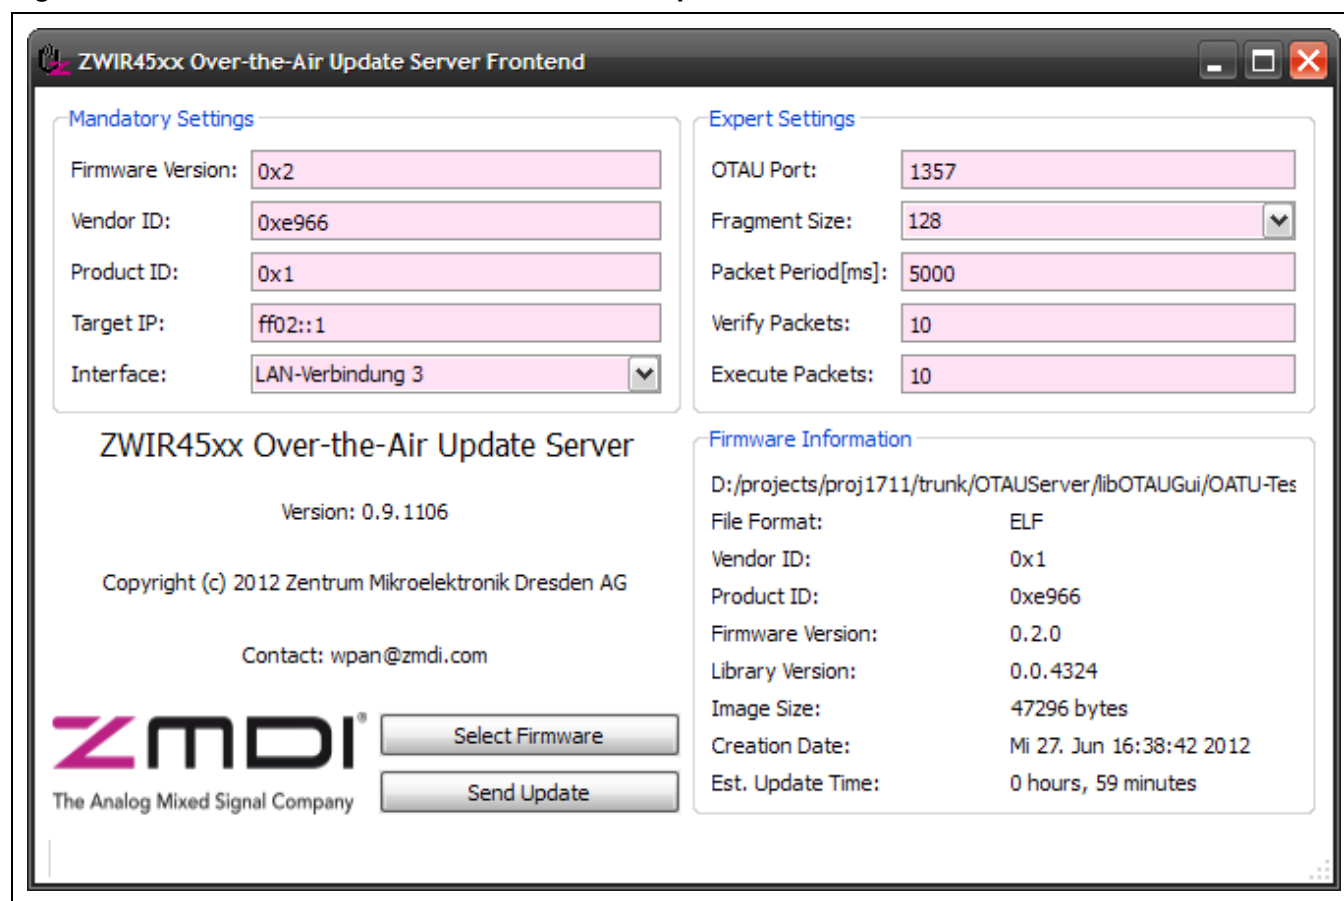 ZWIR45xx Over-the-Air Update Server Frontend
Mandatory Settings
Firmware Version: 0x2
Vendor ID: 0xe966
Product ID: 0x1
Target IP: ff02::1
Interface: LAN-Verbindung 3
Expert Settings
OTAU Port: 1357
Fragment Size: 128
Packet Period[ms]: 5000
Verify Packets: 10
Execute Packets: 10
ZWIR45xx Over-the-Air Update Server
Version: 0.9.1106
Copyright (c) 2012 Zentrum Mikroelektronik Dresden AG
Contact: wpan@zmdi.com
ZMDI®
The Analog Mixed Signal Company
Select Firmware
Send Update
Firmware Information
D:/projects/proj1711/trunk/OTAUServer/libOTAUGui/OATU-Tes
File Format: ELF
Vendor ID: 0x1
Product ID: 0xe966
Firmware Version: 0.2.0
Library Version: 0.0.4324
Image Size: 47296 bytes
Creation Date: Mi 27. Jun 16:38:42 2012
Est. Update Time: 0 hours, 59 minutes